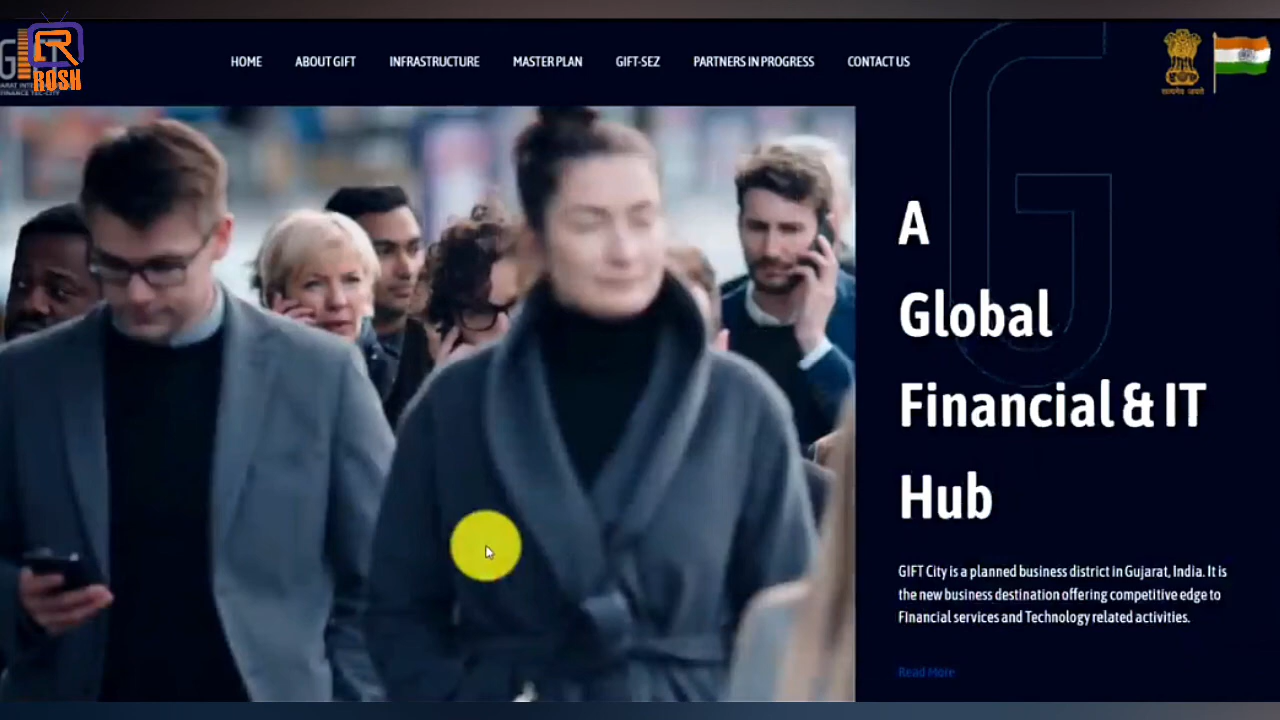 ROSH
HOME ABOUT GIFT INFRASTRUCTURE MASTER PLAN GIFT-SEZ PARTNERS IN PROGRESS CONTACT US
A
Global
Financial & IT
Hub
GIFT City is a planned business district in Gujarat, India. It is
the new business destination offering competitive edge to
Financial services and Technology related activities.
Read More